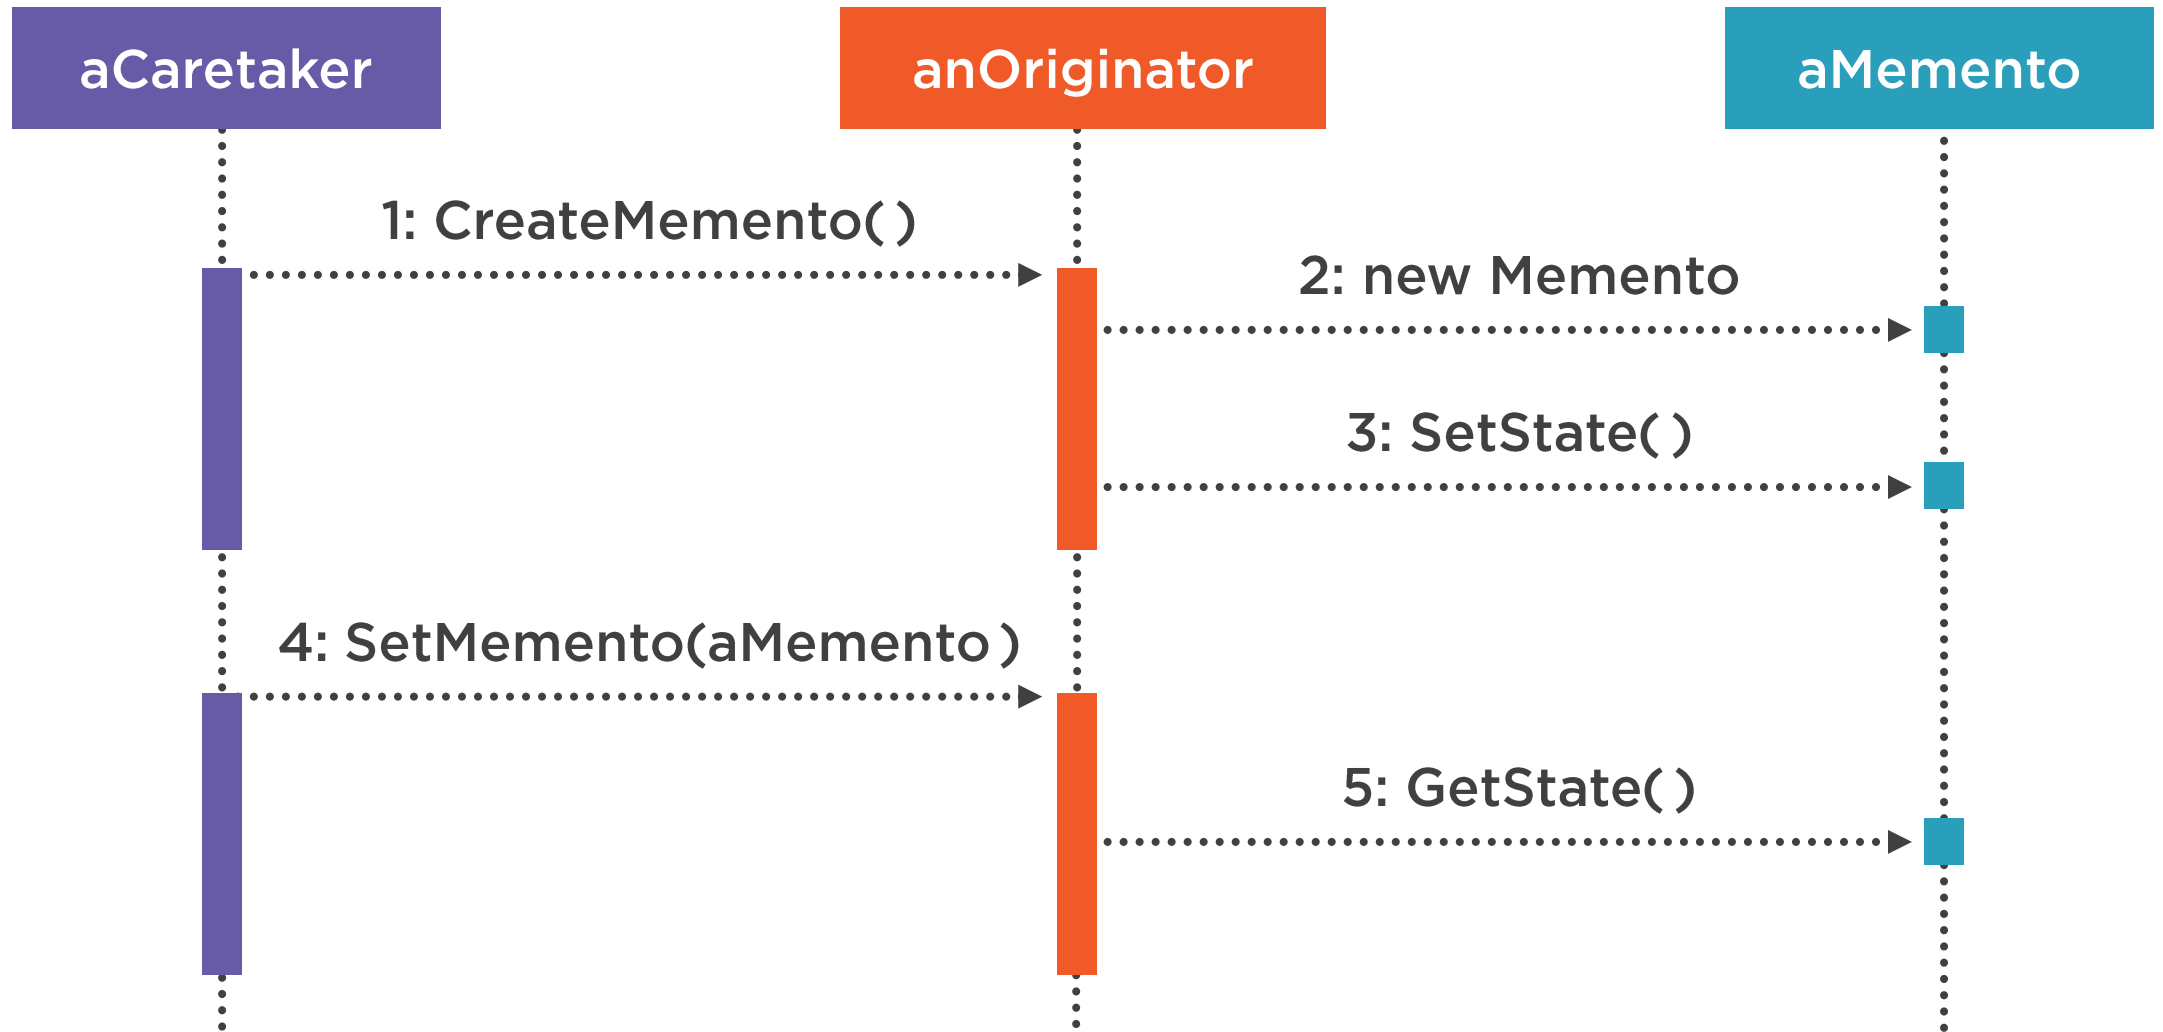 aCaretaker
anOriginator
aMemento
1: CreateMemento( )
2: new Memento
3: SetState( )
4: SetMemento(aMemento )
5: GetState( )